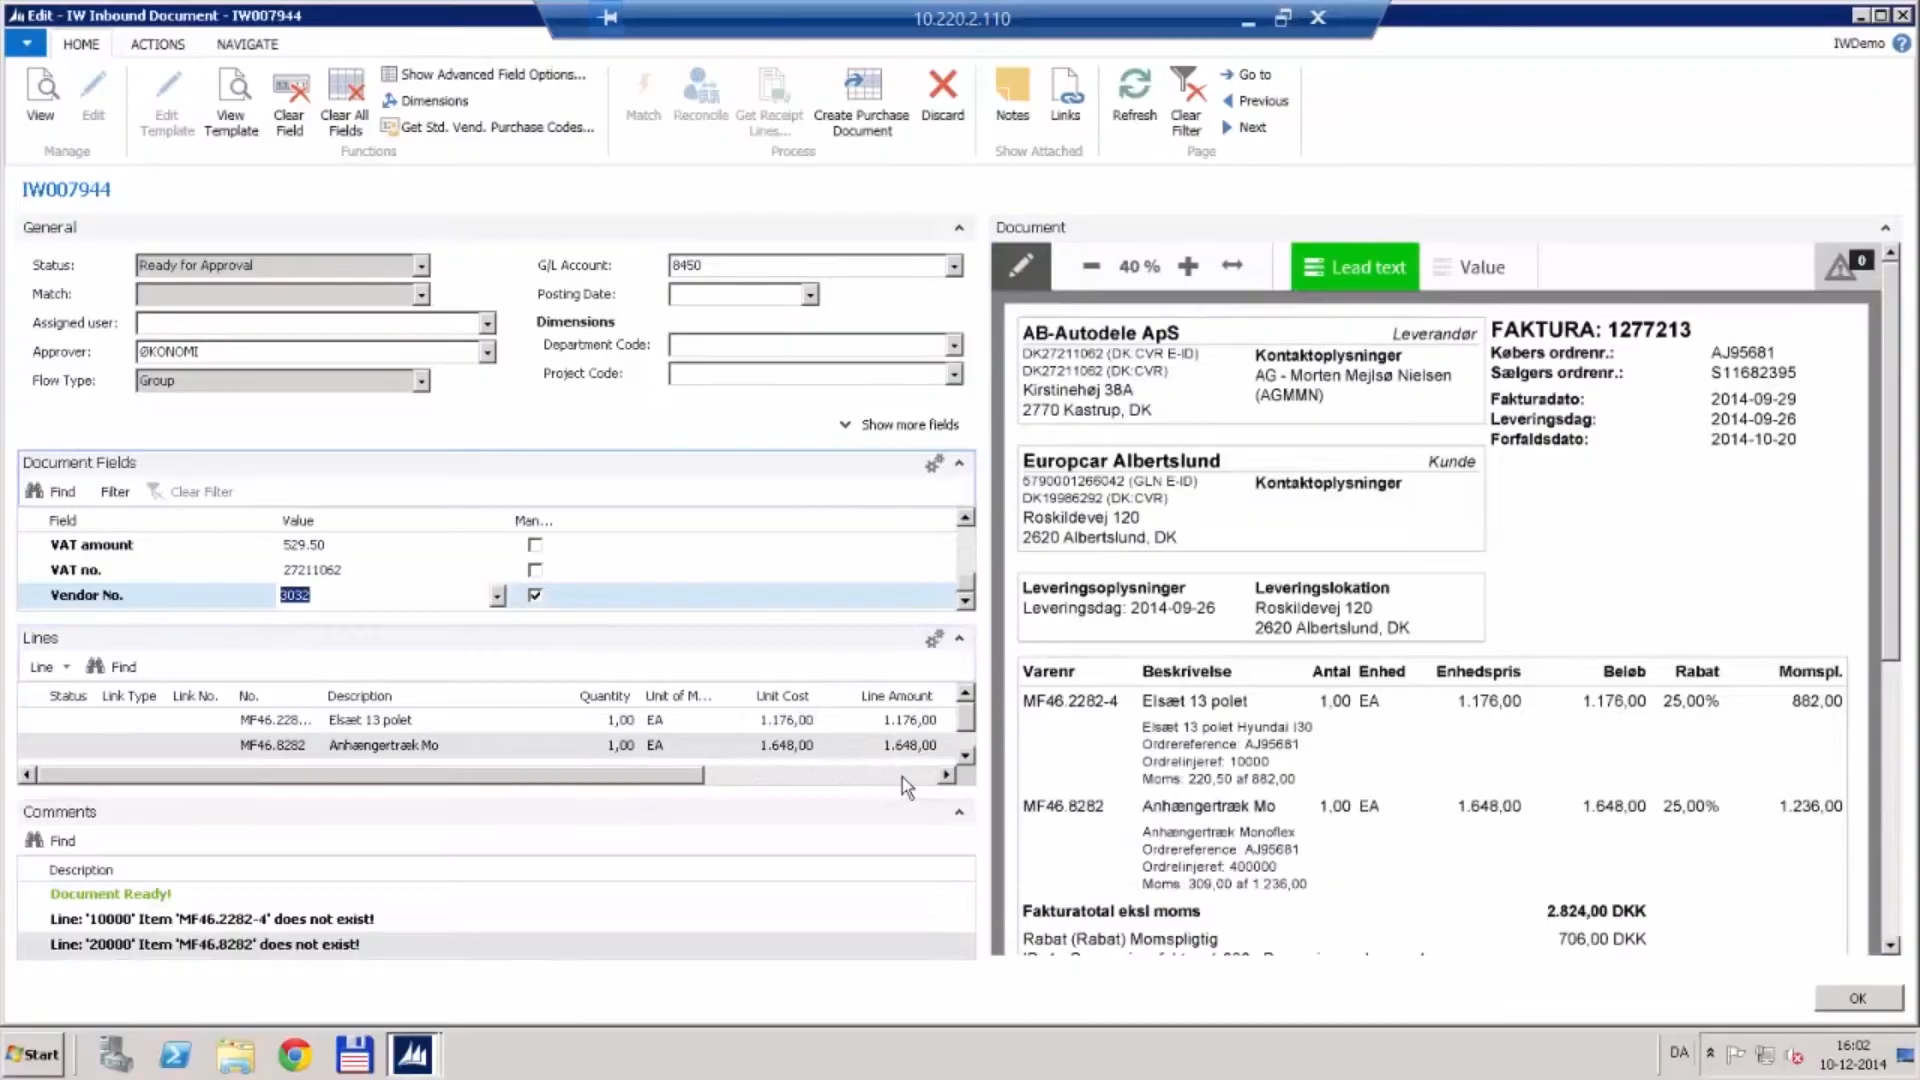 Edit - IW Inbound Document - IW007944
10.220.2.110
HOME ACTIONS NAVIGATE
IWDemo
View
Edit
Manage
Edit Template
View Template
Clear Field
Clear All Fields
Show Advanced Field Options...
Dimensions
Get Std. Vend. Purchase Codes...
Functions
Match
Reconcile
Get Receipt Lines...
Create Purchase Document
Discard
Process
Notes
Links
Show Attached
Refresh
Clear Filter
Go to
Previous
Next
Page
IW007944
General
Status: Ready for Approval
Match:
Assigned user:
Approver: ØKONOMI
Flow Type: Group
G/L Account: 8450
Posting Date:
Dimensions
Department Code:
Project Code:
Show more fields
Document Fields
Find Filter Clear Filter
Field Value Man...
VAT amount 529.50
VAT no. 27211062
Vendor No. 3032
Lines
Line Find
Status Link Type Link No. No. Description Quantity Unit of M... Unit Cost Line Amount
MF46.228... Elsæt 13 polet 1,00 EA 1.176,00 1.176,00
MF46.8282 Anhængertræk Mo 1,00 EA 1.648,00 1.648,00
Comments
Find
Description
Document Ready!
Line: '10000' Item 'MF46.2282-4' does not exist!
Line: '20000' Item 'MF46.8282' does not exist!
Document
40 % Lead text Value 0
AB-Autodele ApS Leverandør
DK27211062 (DK:CVR E-ID)
DK27211062 (DK:CVR)
Kirstinehøj 38A
2770 Kastrup, DK
Kontaktoplysninger
AG - Morten Mejlsø Nielsen
(AGMMN)
FAKTURA: 1277213
Købers ordrenr.: AJ95681
Sælgers ordrenr.: S11682395
Fakturadato: 2014-09-29
Leveringsdag: 2014-09-26
Forfaldsdato: 2014-10-20
Europcar Albertslund Kunde
5790001266042 (GLN E-ID)
DK19986292 (DK:CVR)
Roskildevej 120
2620 Albertslund, DK
Kontaktoplysninger
Leveringsoplysninger
Leveringsdag: 2014-09-26
Leveringslokation
Roskildevej 120
2620 Albertslund, DK
Varenr Beskrivelse Antal Enhed Enhedspris Beløb Rabat Momspl.
MF46.2282-4 Elsæt 13 polet 1,00 EA 1.176,00 1.176,00 25,00% 882,00
Elsæt 13 polet Hyundai I30
Ordrereference: AJ95681
Ordrelinjeref: 10000
Moms: 220,50 af 882,00
MF46.8282 Anhængertræk Mo 1,00 EA 1.648,00 1.648,00 25,00% 1.236,00
Anhængertræk Monoflex
Ordrereference: AJ95681
Ordrelinjeref: 400000
Moms: 309,00 af 1.236,00
Fakturatotal eksl moms 2.824,00 DKK
Rabat (Rabat) Momspligtig 706,00 DKK
OK
Start
DA
16:02
10-12-2014